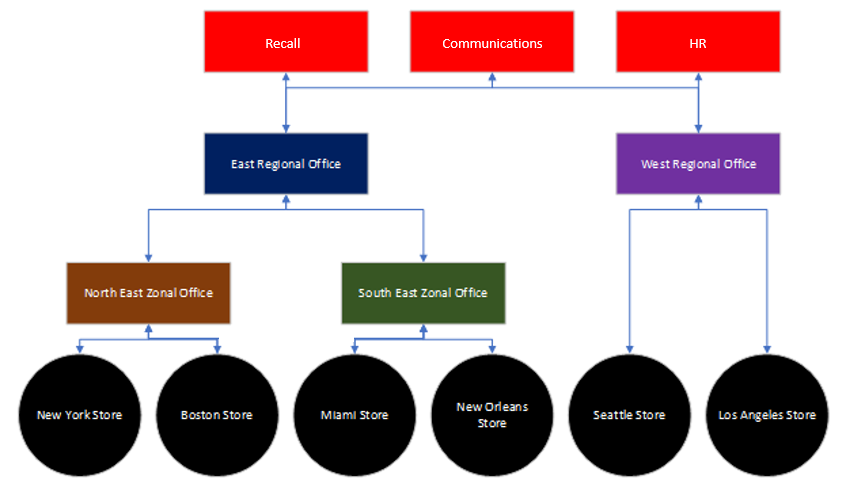 Recall
Communications
HR
East Regional Office
West Regional Office
North East Zonal Office
South East Zonal Office
New York Store
Boston Store
Miami Store
New Orleans
Store
Seattle Store
Los Angeles Store